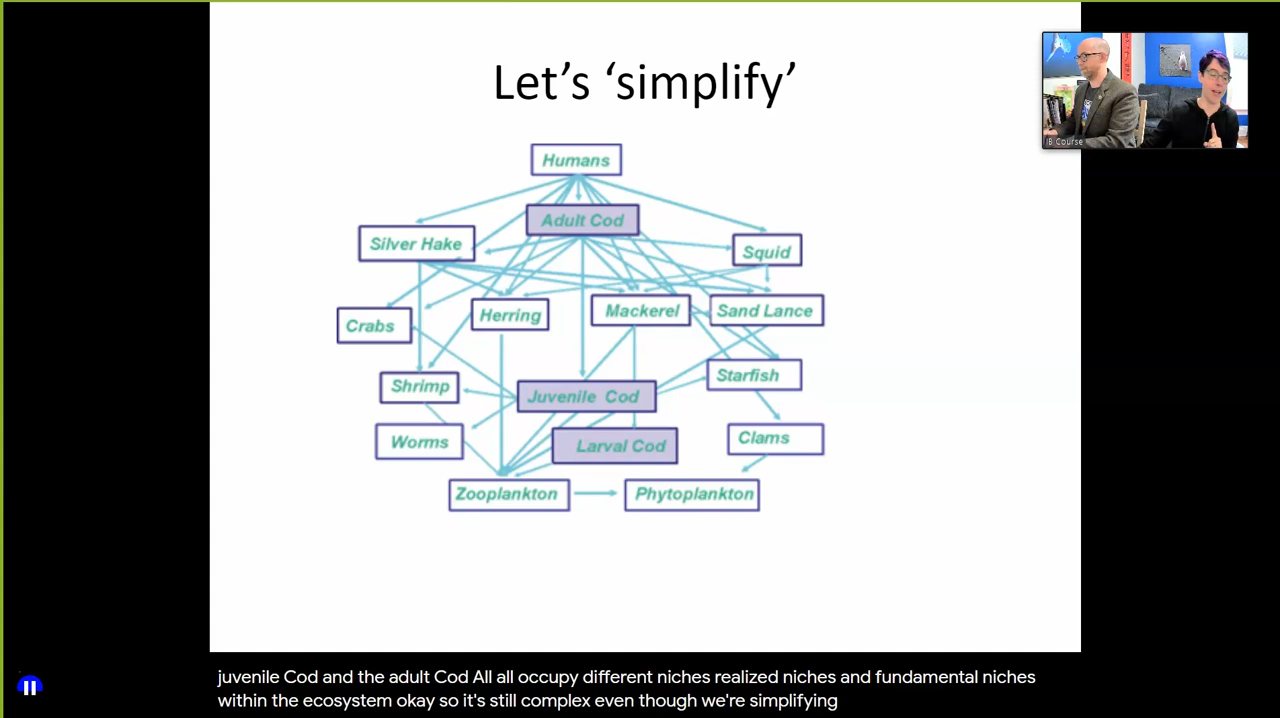 Let's 'simplify'
IB Course
Humans
Adult Cod
Silver Hake
Squid
Crabs
Herring
Mackerel
Sand Lance
Shrimp
Juvenile Cod
Starfish
Worms
Larval Cod
Clams
Zooplankton
Phytoplankton
juvenile Cod and the adult Cod All all occupy different niches realized niches and fundamental niches
within the ecosystem okay so it's still complex even though we're simplifying